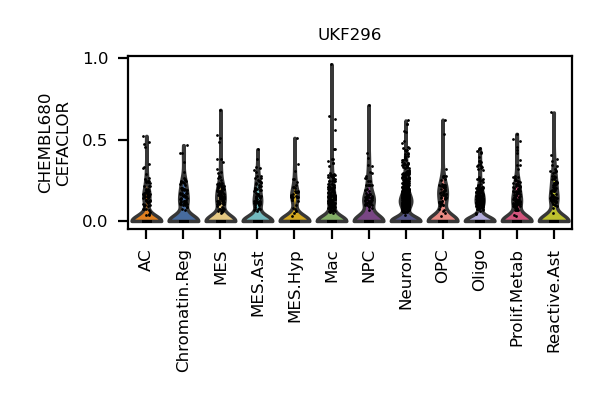 UKF296
CHEMBL680
CEFACLOR
1.0
0.5
0.0
AC
Chromatin.Reg
MES
MES.Ast
MES.Hyp
Mac
NPC
Neuron
OPC
Oligo
Prolif.Metab
Reactive.Ast